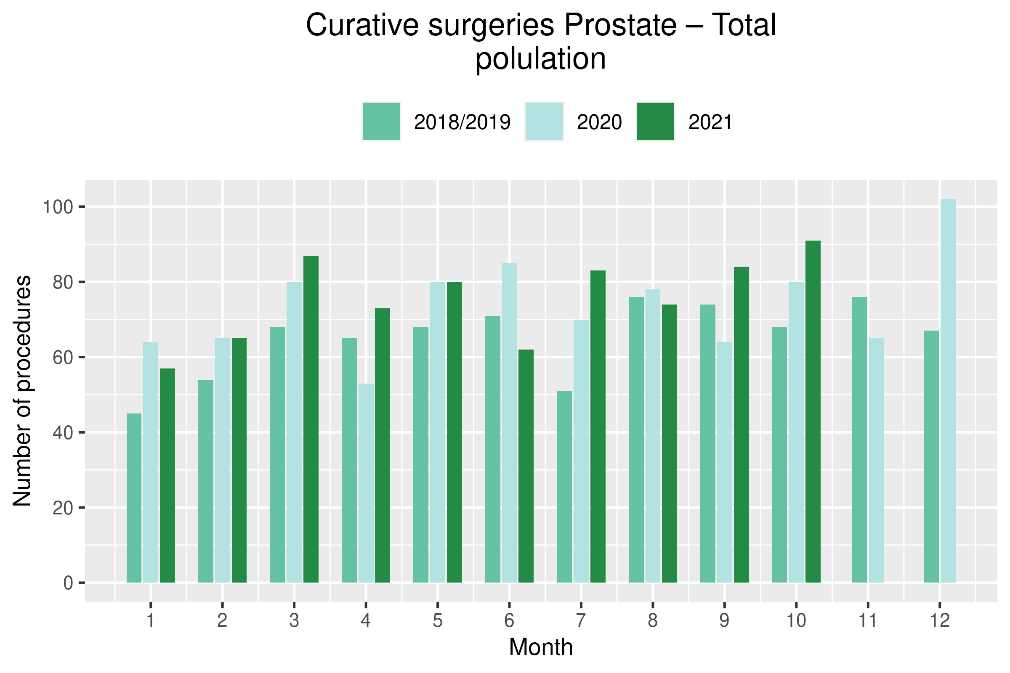 Curative surgeries Prostate – Total
polulation
2018/2019 2020 2021
Number of procedures
100
80
60
40
20
0
1 2 3 4 5 6 7 8 9 10 11 12
Month